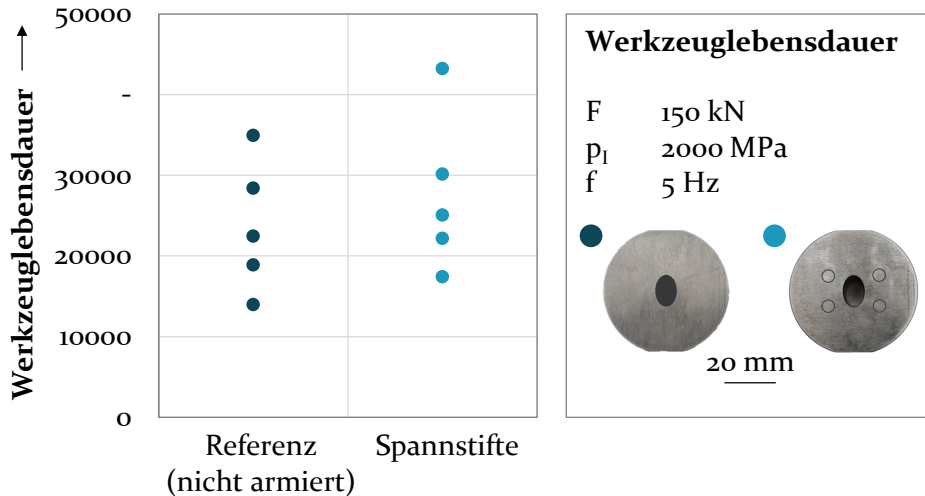 Werkzeuglebensdauer
50000
-
30000
20000
10000
0
Referenz
(nicht armiert)
Spannstifte
Werkzeuglebensdauer
F 150 kN
pI 2000 MPa
f 5 Hz
20 mm